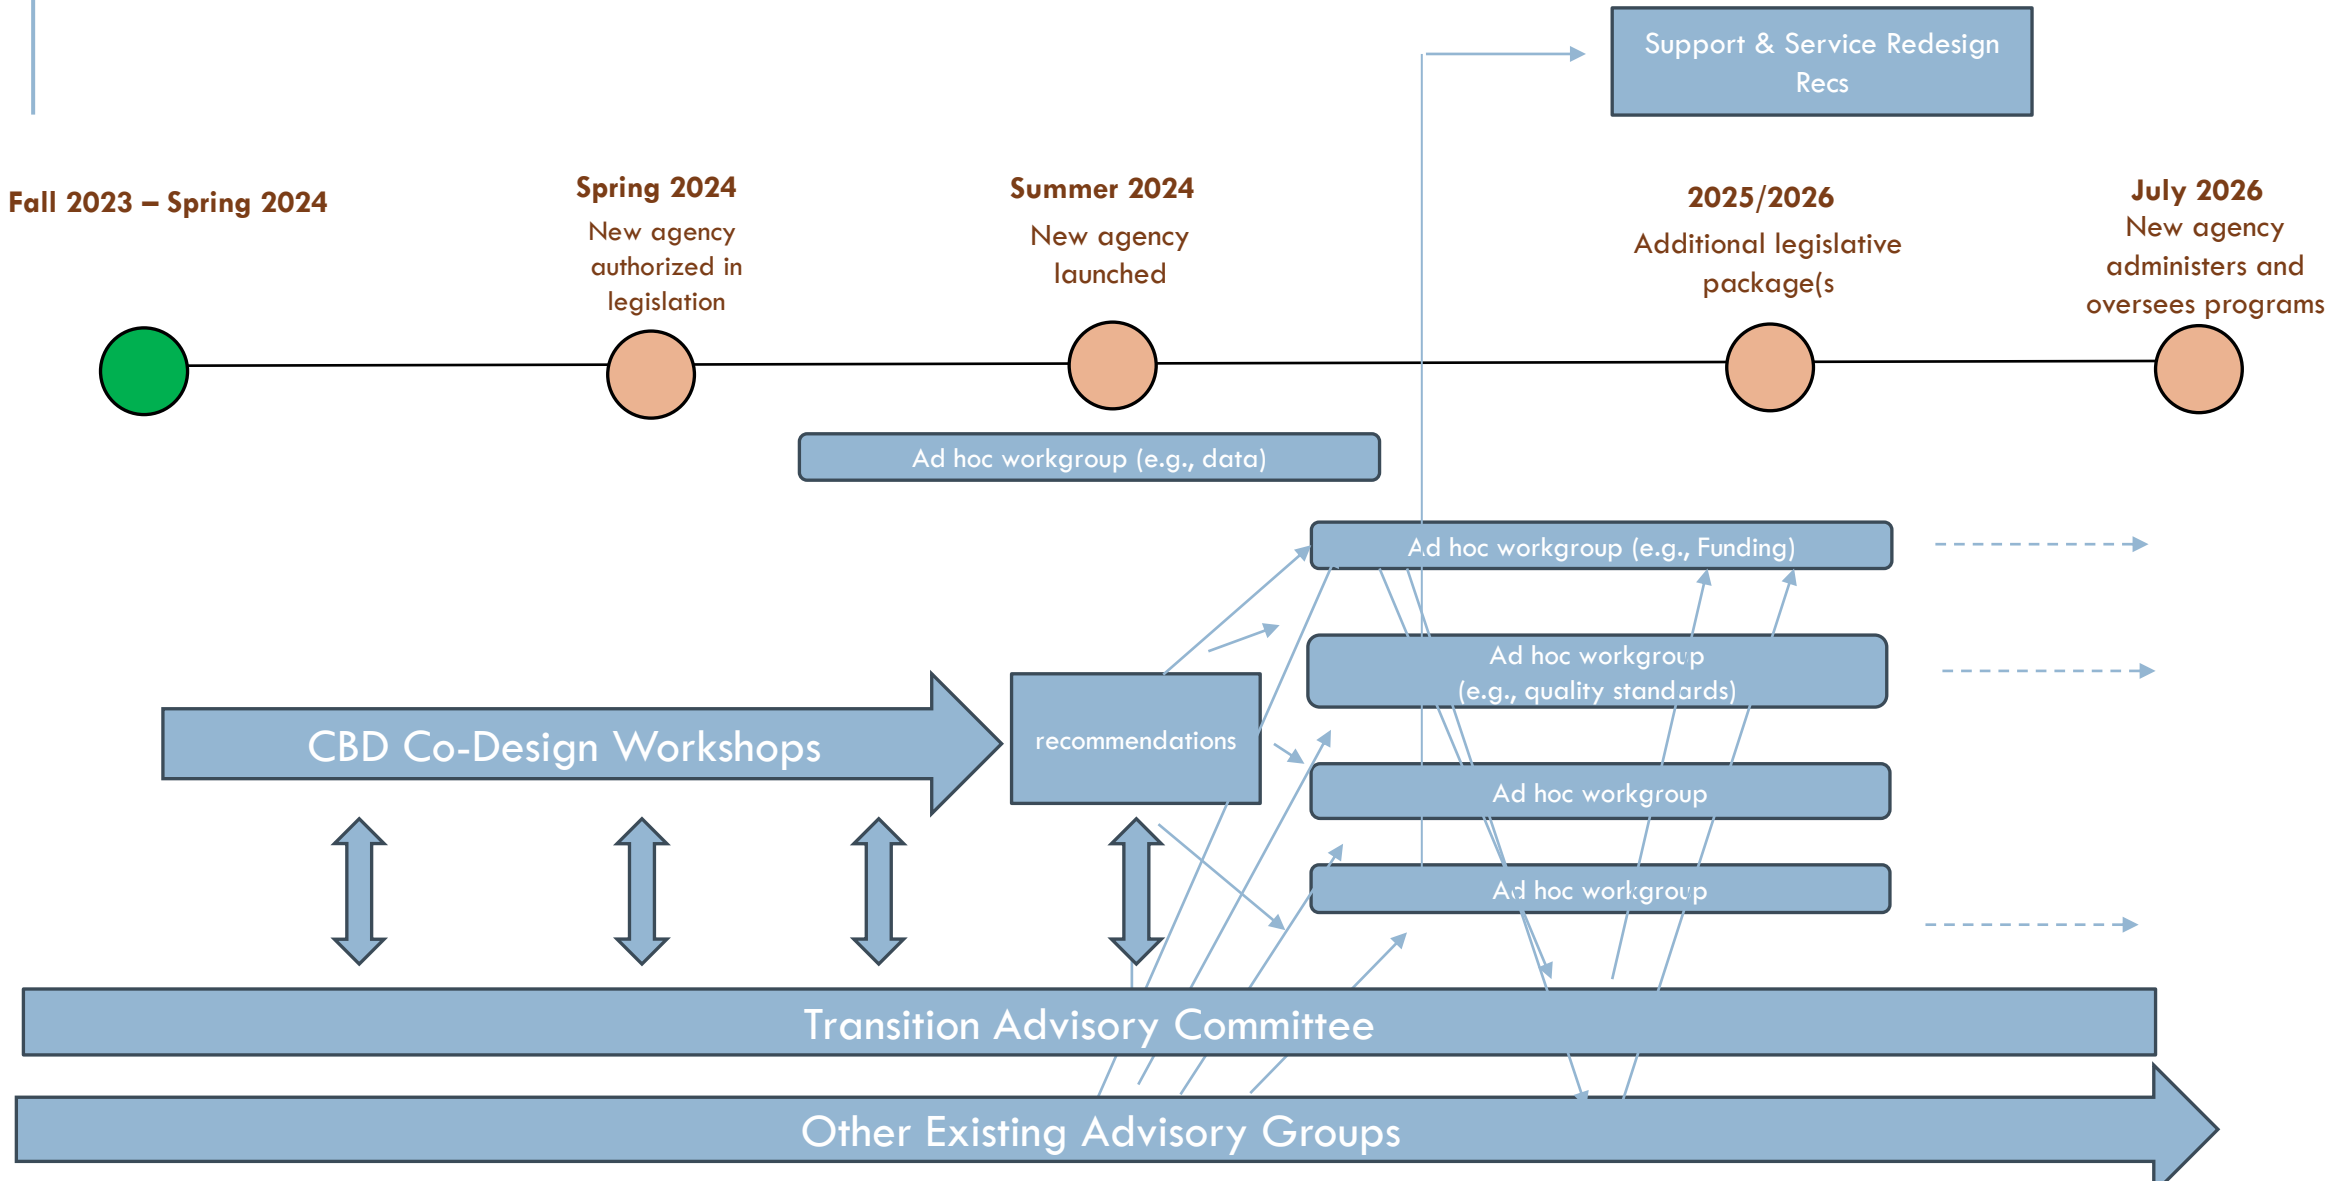 Support & Service Redesign
Recs
Fall 2023 – Spring 2024
Spring 2024
New agency
authorized in
legislation
Summer 2024
New agency
launched
2025/2026
Additional legislative
package(s
July 2026
New agency
administers and
oversees programs
Ad hoc workgroup (e.g., data)
Ad hoc workgroup (e.g., Funding)
Ad hoc workgroup
(e.g., quality standards)
CBD Co-Design Workshops
recommendations
Ad hoc workgroup
Ad hoc workgroup
Transition Advisory Committee
Other Existing Advisory Groups